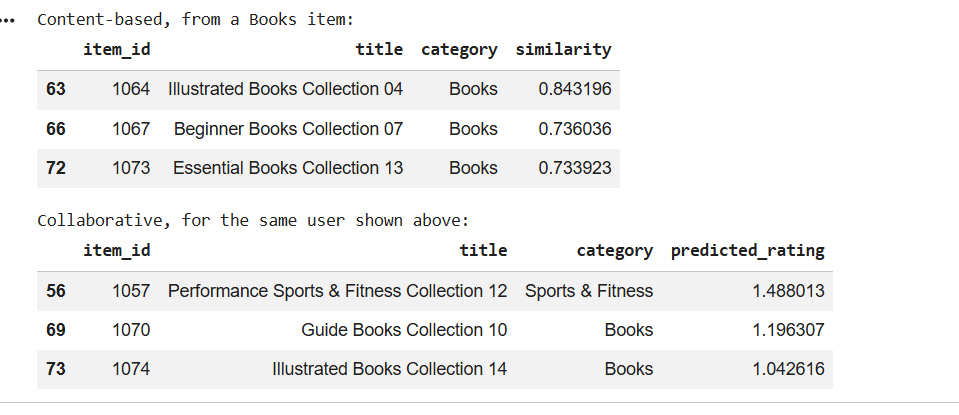 Content-based, from a Books item:
item_id title category similarity
63 1064 Illustrated Books Collection 04 Books 0.843196
66 1067 Beginner Books Collection 07 Books 0.736036
72 1073 Essential Books Collection 13 Books 0.733923
Collaborative, for the same user shown above:
item_id title category predicted_rating
56 1057 Performance Sports & Fitness Collection 12 Sports & Fitness 1.488013
69 1070 Guide Books Collection 10 Books 1.196307
73 1074 Illustrated Books Collection 14 Books 1.042616